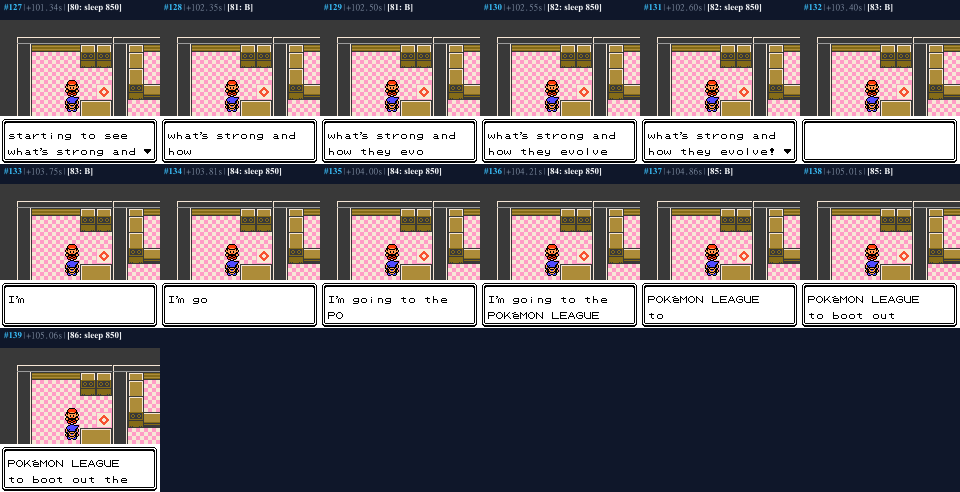 #127|+101.34s|[80: sleep 850]
starting to see
what's strong and ▼
#128|+102.35s|[81: B]
what's strong and
how
#129|+102.50s|[81: B]
what's strong and
how they evo
#130|+102.55s|[82: sleep 850]
what's strong and
how they evolve
#131|+102.60s|[82: sleep 850]
what's strong and
how they evolve! ▼
#132|+103.40s|[83: B]
#133|+103.75s|[83: B]
I'm
#134|+103.81s|[84: sleep 850]
I'm go
#135|+104.00s|[84: sleep 850]
I'm going to the
PO
#136|+104.21s|[84: sleep 850]
I'm going to the
POKéMON LEAGUE
#137|+104.86s|[85: B]
POKéMON LEAGUE
to
#138|+105.01s|[85: B]
POKéMON LEAGUE
to boot out
#139|+105.06s|[86: sleep 850]
POKéMON LEAGUE
to boot out the